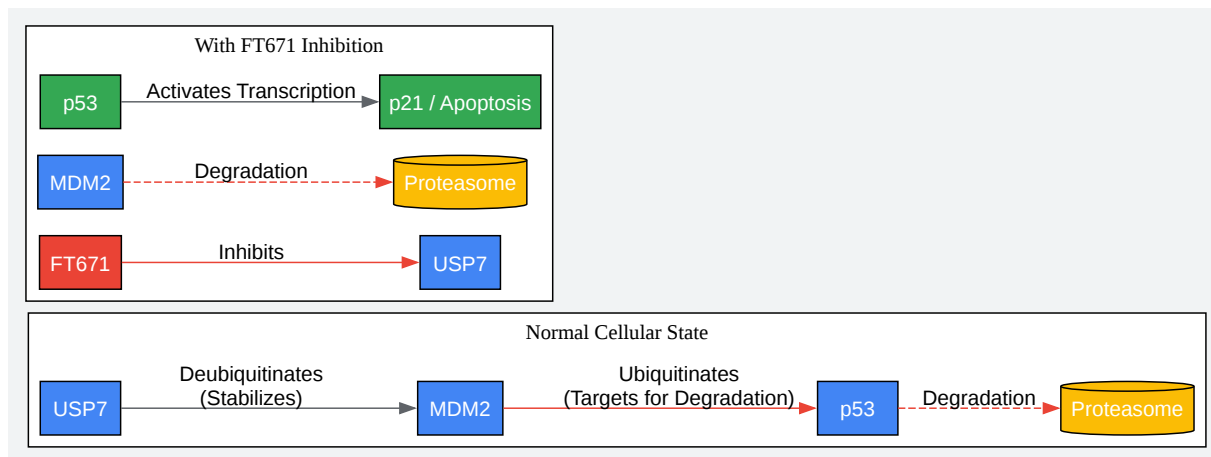 With FT671 Inhibition
p53
Activates Transcription
p21 / Apoptosis
MDM2
Degradation
Proteasome
FT671
Inhibits
USP7
Normal Cellular State
USP7
Deubiquitinates
(Stabilizes)
MDM2
Ubiquitinates
(Targets for Degradation)
p53
Degradation
Proteasome